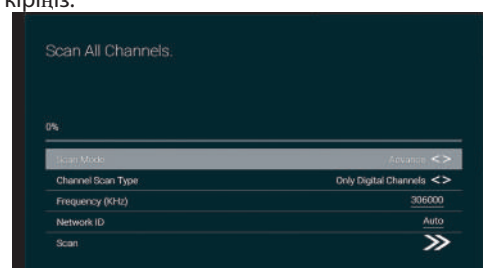 кіріңіз.
Scan All Channels.
0%
Scan Mode Advance <>
Channel Scan Type Only Digital Channels <>
Frequency (KHz) 306000
Network ID Auto
Scan >>